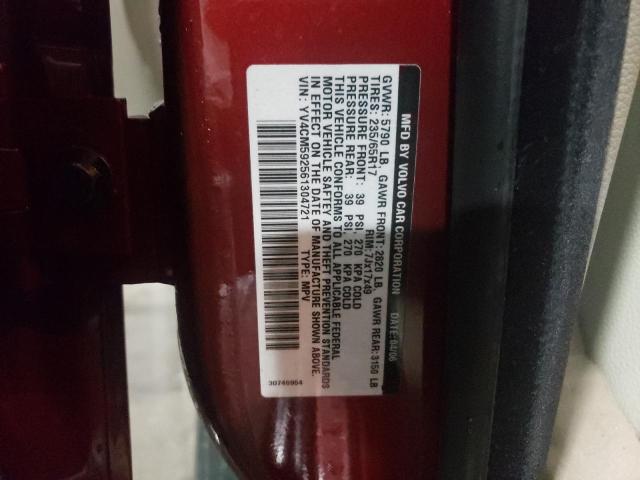 MFD BY VOLVO CAR CORPORATION DATE:04/06
GVWR: 5790 LB, GAWR FRONT: 2820 LB, GAWR REAR:3150 LB
TIRES: 235/65R17 RIM:7Jx17x49
PRESSURE FRONT: 39 PSI, 270 KPA COLD
PRESSURE REAR: 39 PSI, 270 KPA COLD
THIS VEHICLE CONFORMS TO ALL APPLICABLE FEDERAL
MOTOR VEHICLE SAFTEY AND THEFT PREVENTION STANDARDS
IN EFFECT ON THE DATE OF MANUFACTURE SHOWN ABOVE.
VIN: YV4CM592561304721 TYPE: MPV
30745954